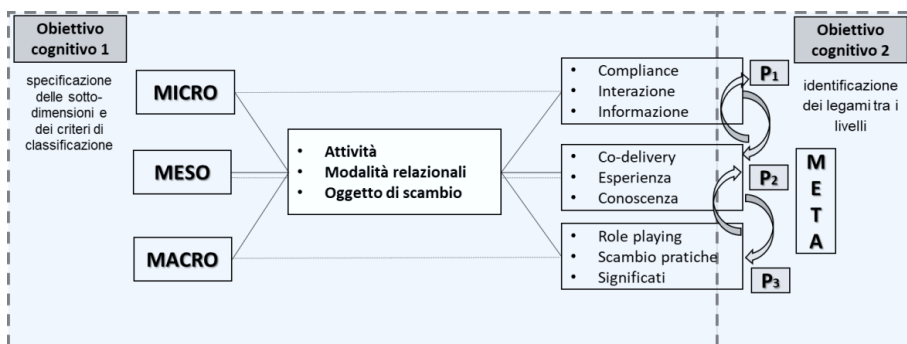 Obiettivo
cognitivo 1
specificazione
delle sotto-
dimensioni e
dei criteri di
classificazione
MICRO
MESO
MACRO
• Attività
• Modalità relazionali
• Oggetto di scambio
• Compliance
• Interazione
• Informazione
• Co-delivery
• Esperienza
• Conoscenza
• Role playing
• Scambio pratiche
• Significati
P1
P2
P3
Obiettivo
cognitivo 2
identificazione
dei legami tra i
livelli
M
E
T
A